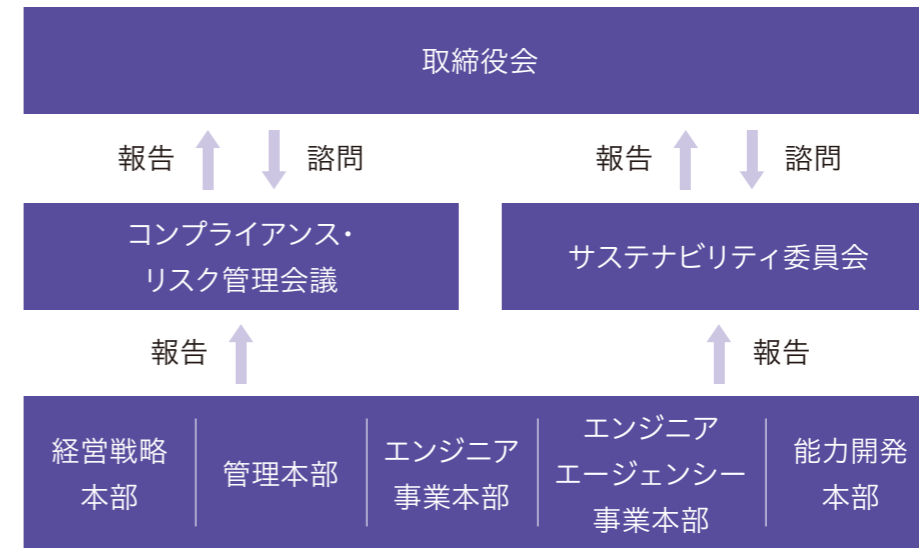 取締役会
報告
諮問
報告
諮問
コンプライアンス・
リスク管理会議
サステナビリティ委員会
報告
報告
経営戦略
本部
管理本部
エンジニア
事業本部
エンジニア
エージェンシー
事業本部
能力開発
本部